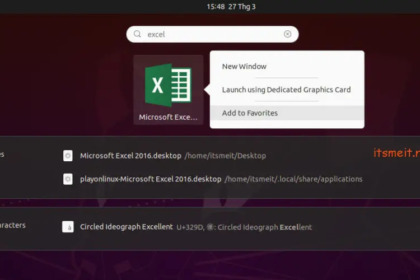 15:48 27 Thg 3
excel
New Window
Launch using Dedicated Graphics Card
Add to Favorites
Microsoft Exce...
es
Microsoft Excel 2016.desktop /home/itsmeit/Desktop
itsmeit.
playonlinux-Microsoft Excel 2016.desktop /home/itsmeit/.local/share/applications
aracters
Circled Ideograph Excellent U+329D, ㊝: Circled Ideograph Excellent